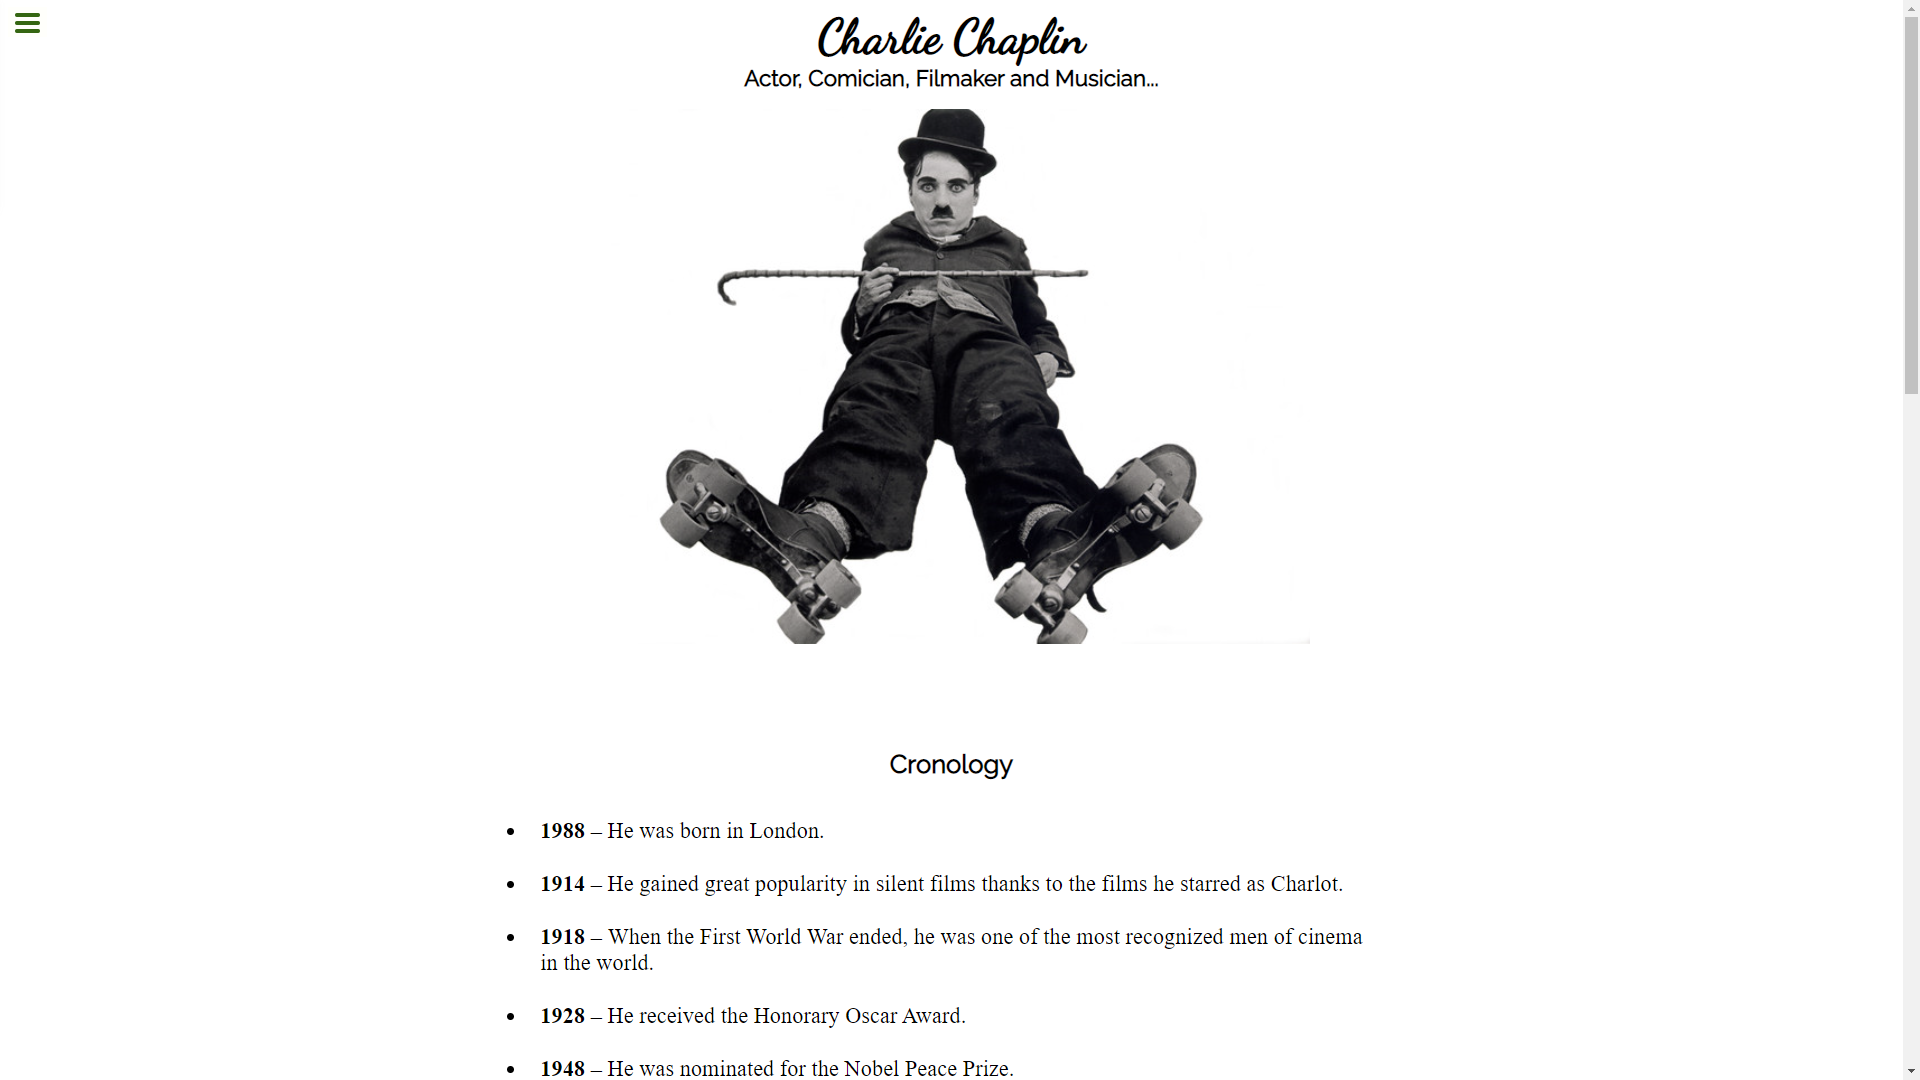 Charlie Chaplin
Actor, Comician, Filmaker and Musician...
Cronology
1988 – He was born in London.
1914 – He gained great popularity in silent films thanks to the films he starred as Charlot.
1918 – When the First World War ended, he was one of the most recognized men of cinema
in the world.
1928 – He received the Honorary Oscar Award.
1948 – He was nominated for the Nobel Peace Prize.